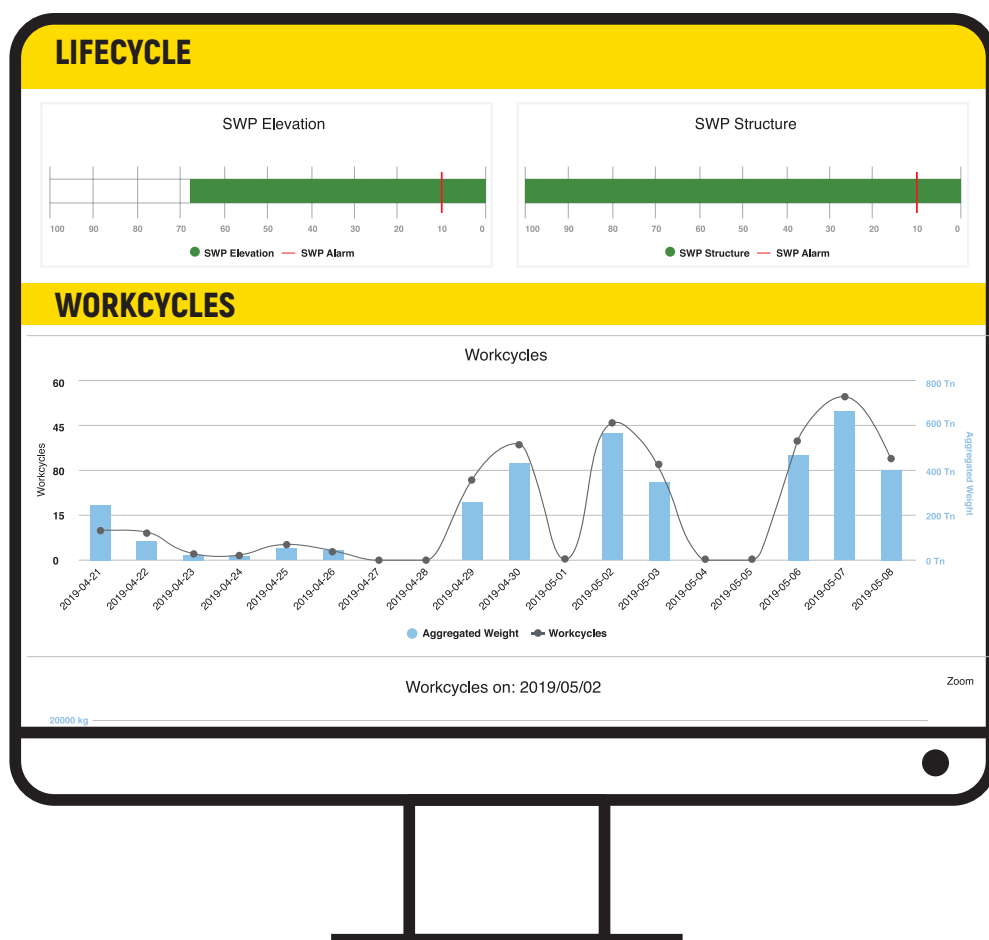 LIFECYCLE
SWP Elevation
100 90 80 70 60 50 40 30 20 10 0
SWP Elevation SWP Alarm
SWP Structure
100 90 80 70 60 50 40 30 20 10 0
SWP Structure SWP Alarm
WORKCYCLES
Workcycles
Workcycles
60
45
80
15
0
800 Tn
600 Tn
400 Tn
200 Tn
0 Tn
Aggregated Weight
2019-04-21
2019-04-22
2019-04-23
2019-04-24
2019-04-25
2019-04-26
2019-04-27
2019-04-28
2019-04-29
2019-04-30
2019-05-01
2019-05-02
2019-05-03
2019-05-04
2019-05-05
2019-05-06
2019-05-07
2019-05-08
Aggregated Weight Workcycles
Workcycles on: 2019/05/02
Zoom
20000 kg